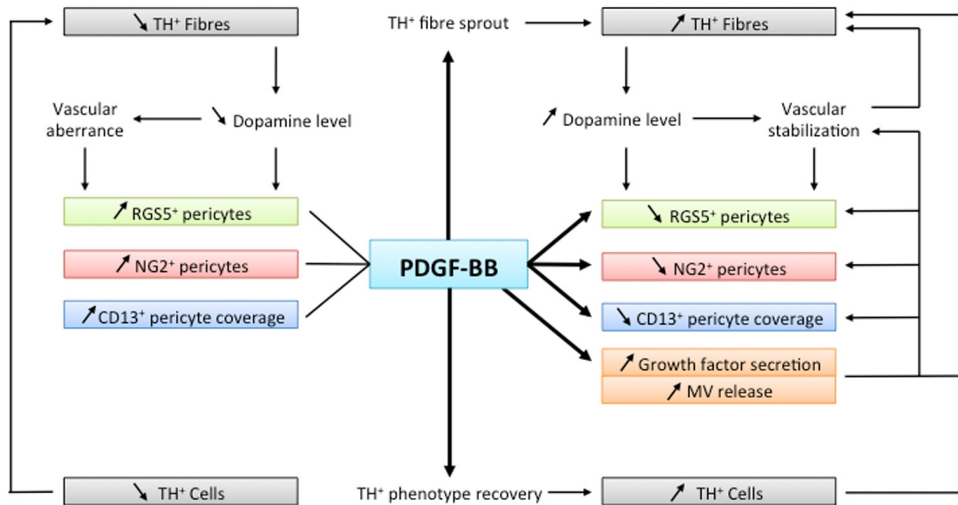 ↘ TH⁺ Fibres
Vascular
aberrance
↘ Dopamine level
↗ RGS5⁺ pericytes
↗ NG2⁺ pericytes
↗ CD13⁺ pericyte coverage
↘ TH⁺ Cells
TH⁺ fibre sprout
PDGF-BB
TH⁺ phenotype recovery
↗ TH⁺ Fibres
↗ Dopamine level
Vascular
stabilization
↘ RGS5⁺ pericytes
↘ NG2⁺ pericytes
↘ CD13⁺ pericyte coverage
↗ Growth factor secretion
↗ MV release
↗ TH⁺ Cells